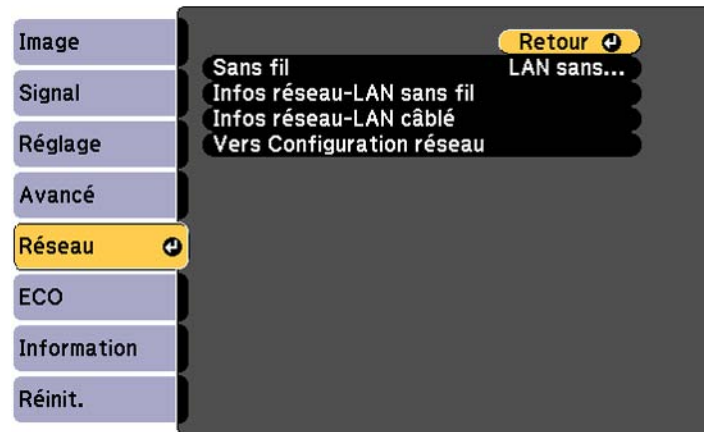 Image
Signal
Réglage
Avancé
Réseau
ECO
Information
Réinit.
Retour
Sans fil LAN sans...
Infos réseau-LAN sans fil
Infos réseau-LAN câblé
Vers Configuration réseau